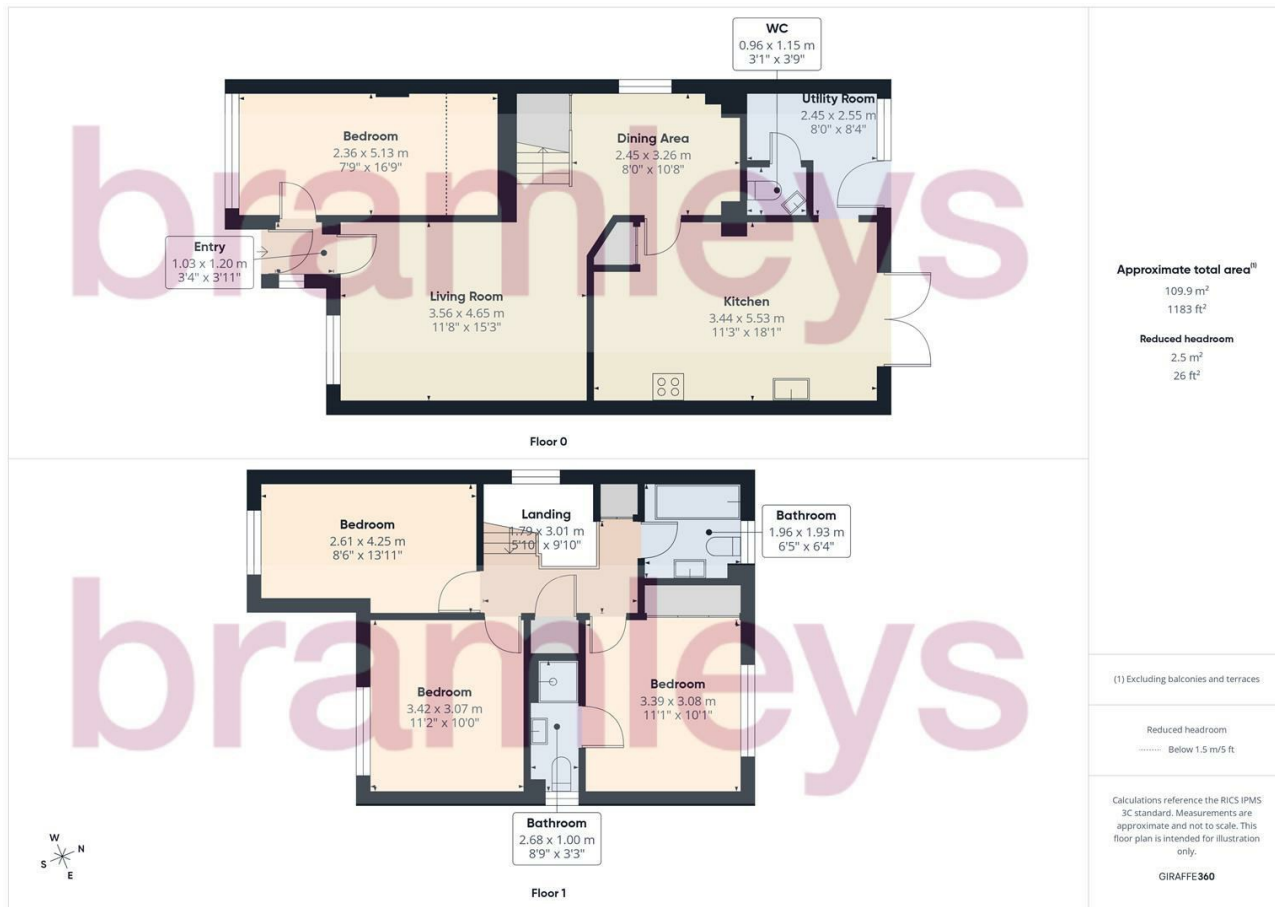 WC
0.96 x 1.15 m
3'1" x 3'9"
Utility Room
2.45 x 2.55 m
8'0" x 8'4"
Bedroom
2.36 x 5.13 m
7'9" x 16'9"
Dining Area
2.45 x 3.26 m
8'0" x 10'8"
bramleys
Entry
1.03 x 1.20 m
3'4" x 3'11"
Living Room
3.56 x 4.65 m
11'8" x 15'3"
Kitchen
3.44 x 5.53 m
11'3" x 18'1"
Floor 0
Approximate total area(1)
109.9 m²
1183 ft²
Reduced headroom
2.5 m²
26 ft²
Bedroom
2.61 x 4.25 m
8'6" x 13'11"
Landing
1.79 x 3.01 m
5'10" x 9'10"
Bathroom
1.96 x 1.93 m
6'5" x 6'4"
bramleys
Bedroom
3.42 x 3.07 m
11'2" x 10'0"
Bedroom
3.39 x 3.08 m
11'1" x 10'1"
Bathroom
2.68 x 1.00 m
8'9" x 3'3"
W
N
S
E
Floor 1
(1) Excluding balconies and terraces
Reduced headroom
Below 1.5 m/5 ft
Calculations reference the RICS IPMS
3C standard. Measurements are
approximate and not to scale. This
floor plan is intended for illustration
only.
GIRAFFE360